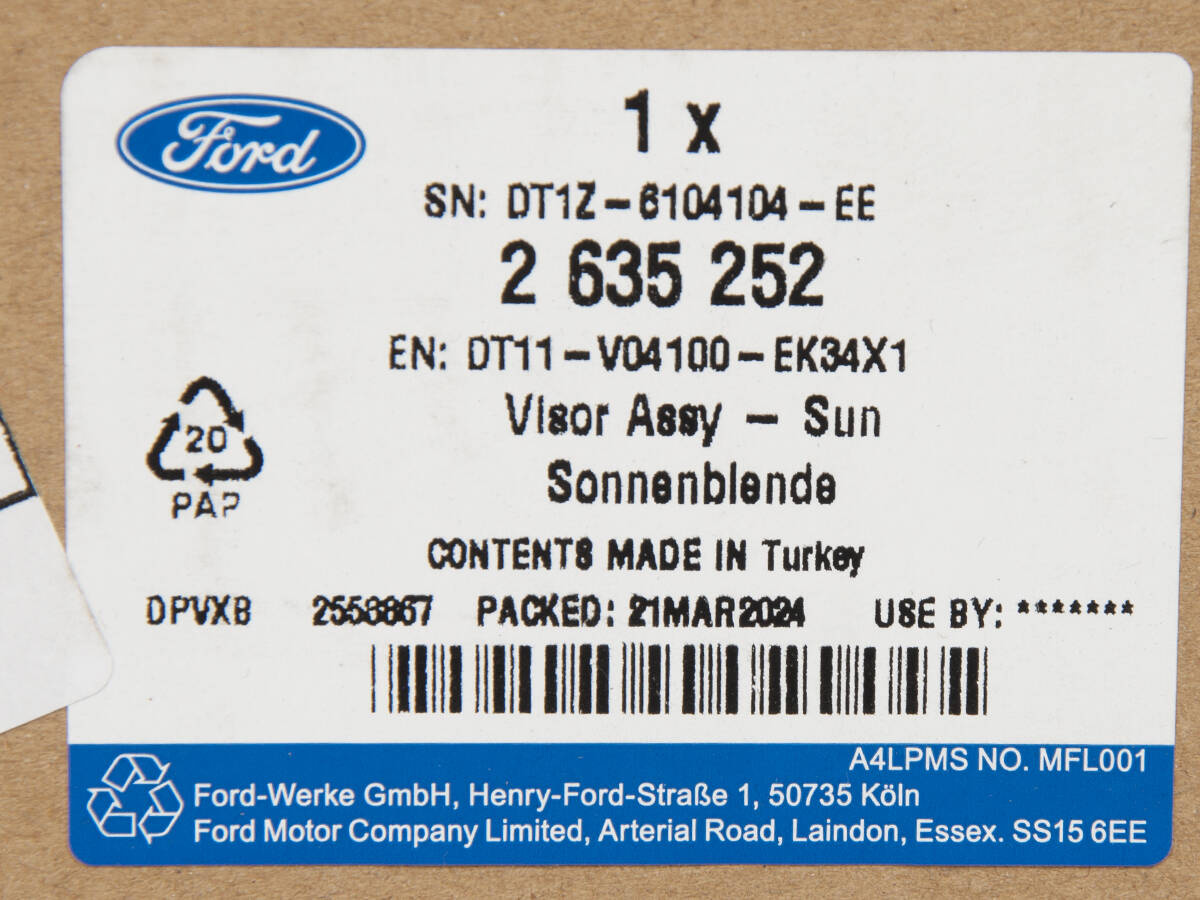 Ford
1 x
SN: DT1Z-6104104-EE
2 635 252
EN: DT11-V04100-EK34X1
Visor Assy - Sun
Sonnenblende
20
PAP
CONTENTS MADE IN Turkey
DPVXB 2556867 PACKED: 21MAR2024 USE BY: *******
A4LPMS NO. MFL001
Ford-Werke GmbH, Henry-Ford-Straße 1, 50735 Köln
Ford Motor Company Limited, Arterial Road, Laindon, Essex. SS15 6EE